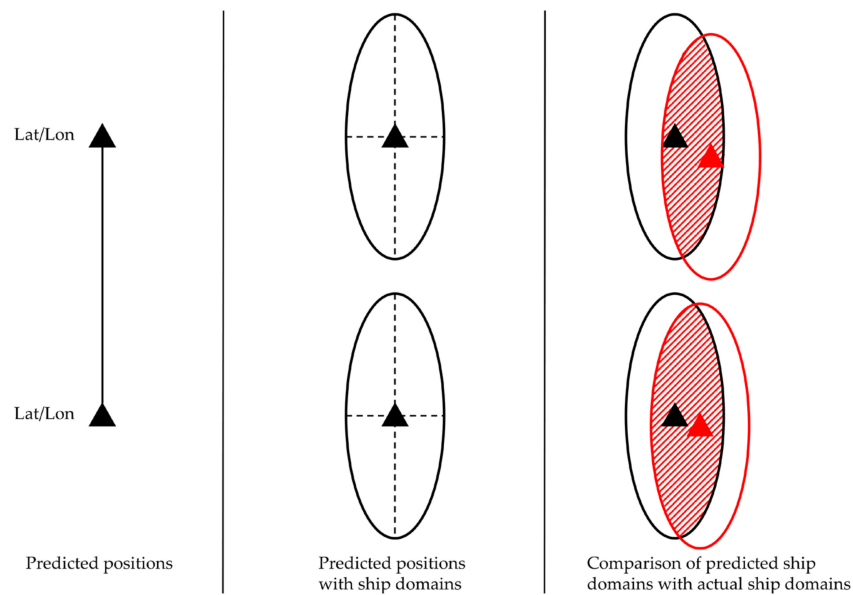 Lat/Lon
Lat/Lon
Predicted positions
Predicted positions
with ship domains
Comparison of predicted ship
domains with actual ship domains